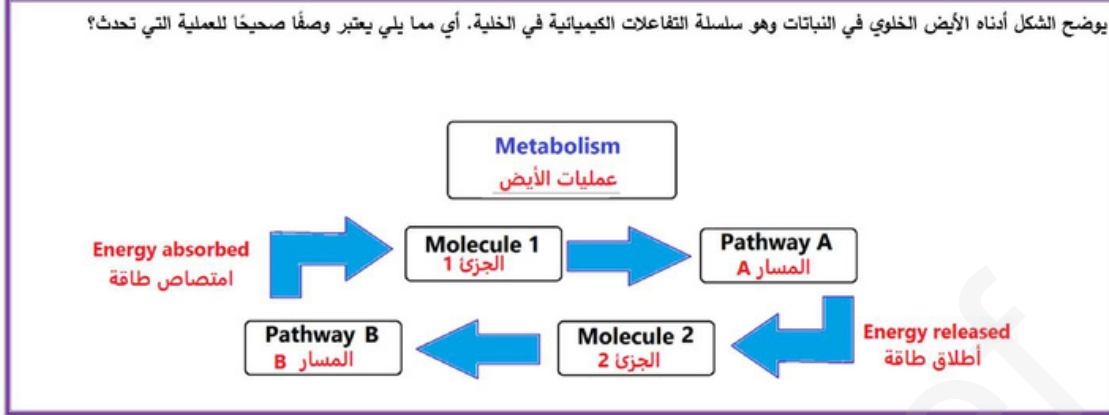 يوضح الشكل أدناه الأيض الخلوي في النباتات وهو سلسلة التفاعلات الكيميائية في الخلية. أي مما يلي يعتبر وصفًا صحيحًا للعملية التي تحدث؟
Metabolism
عمليات الأيض
Energy absorbed
امتصاص طاقة
Molecule 1
الجزئ 1
Pathway A
المسار A
Pathway B
المسار B
Molecule 2
الجزئ 2
Energy released
أطلاق طاقة